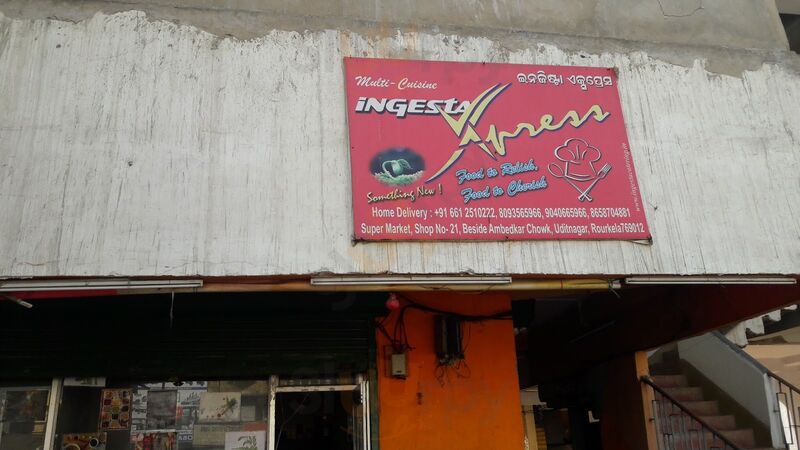 Multi-Cuisine
ଇନଜିଷ୍ଟା ଏକ୍ସପ୍ରେସ
iNGESTA Xpress
Something New !
Food to Relish,
Food to Cherish
Home Delivery : +91 661 2510222, 8093565966, 9040665966, 8658704881
Super Market, Shop No- 21, Beside Ambedkar Chowk, Uditnagar, Rourkela769012